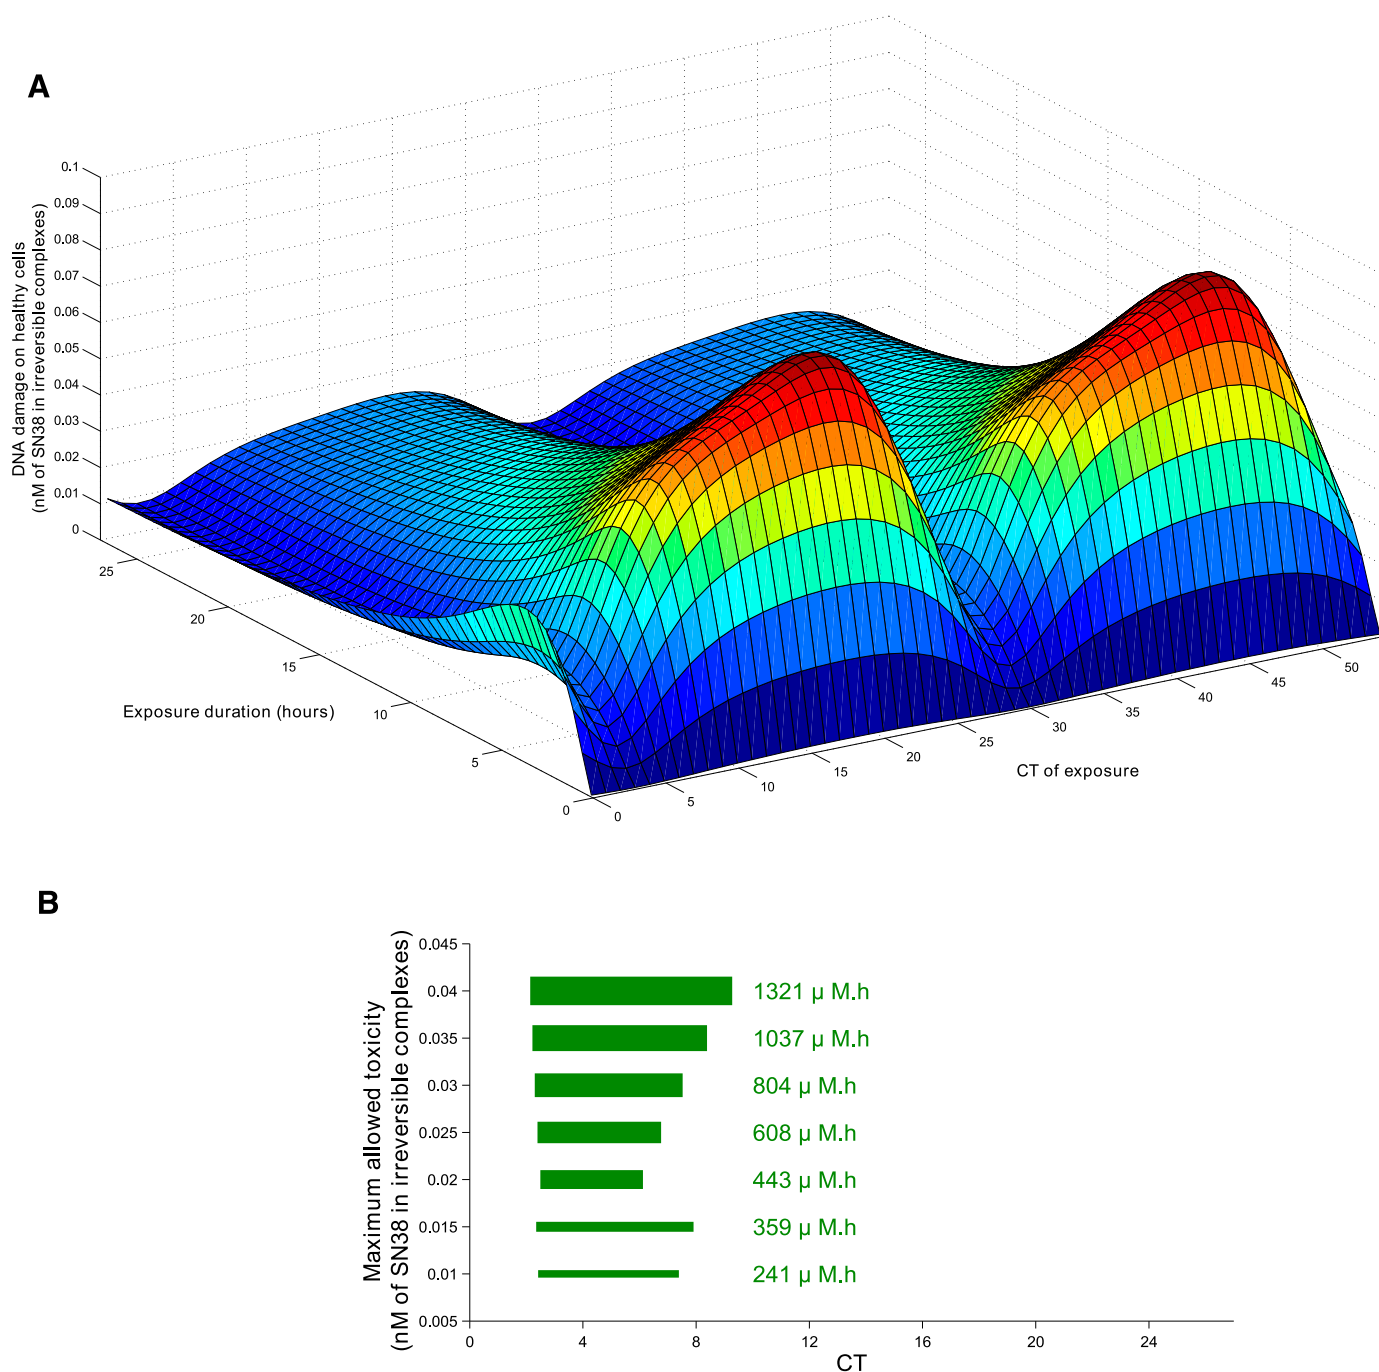 A
0.1
0.09
0.08
0.07
0.06
0.05
0.04
0.03
0.02
0.01
0
DNA damage on healthy cells
(nM of SN38 in irreversible complexes)
25
20
15
10
5
0
Exposure duration (hours)
0
5
10
15
20
25
30
35
40
45
50
CT of exposure
B
Maximum allowed toxicity
(nM of SN38 in irreversible complexes)
0.045
0.04
0.035
0.03
0.025
0.02
0.015
0.01
0.005
1321 μ M.h
1037 μ M.h
804 μ M.h
608 μ M.h
443 μ M.h
359 μ M.h
241 μ M.h
0 4 8 12 16 20 24
CT